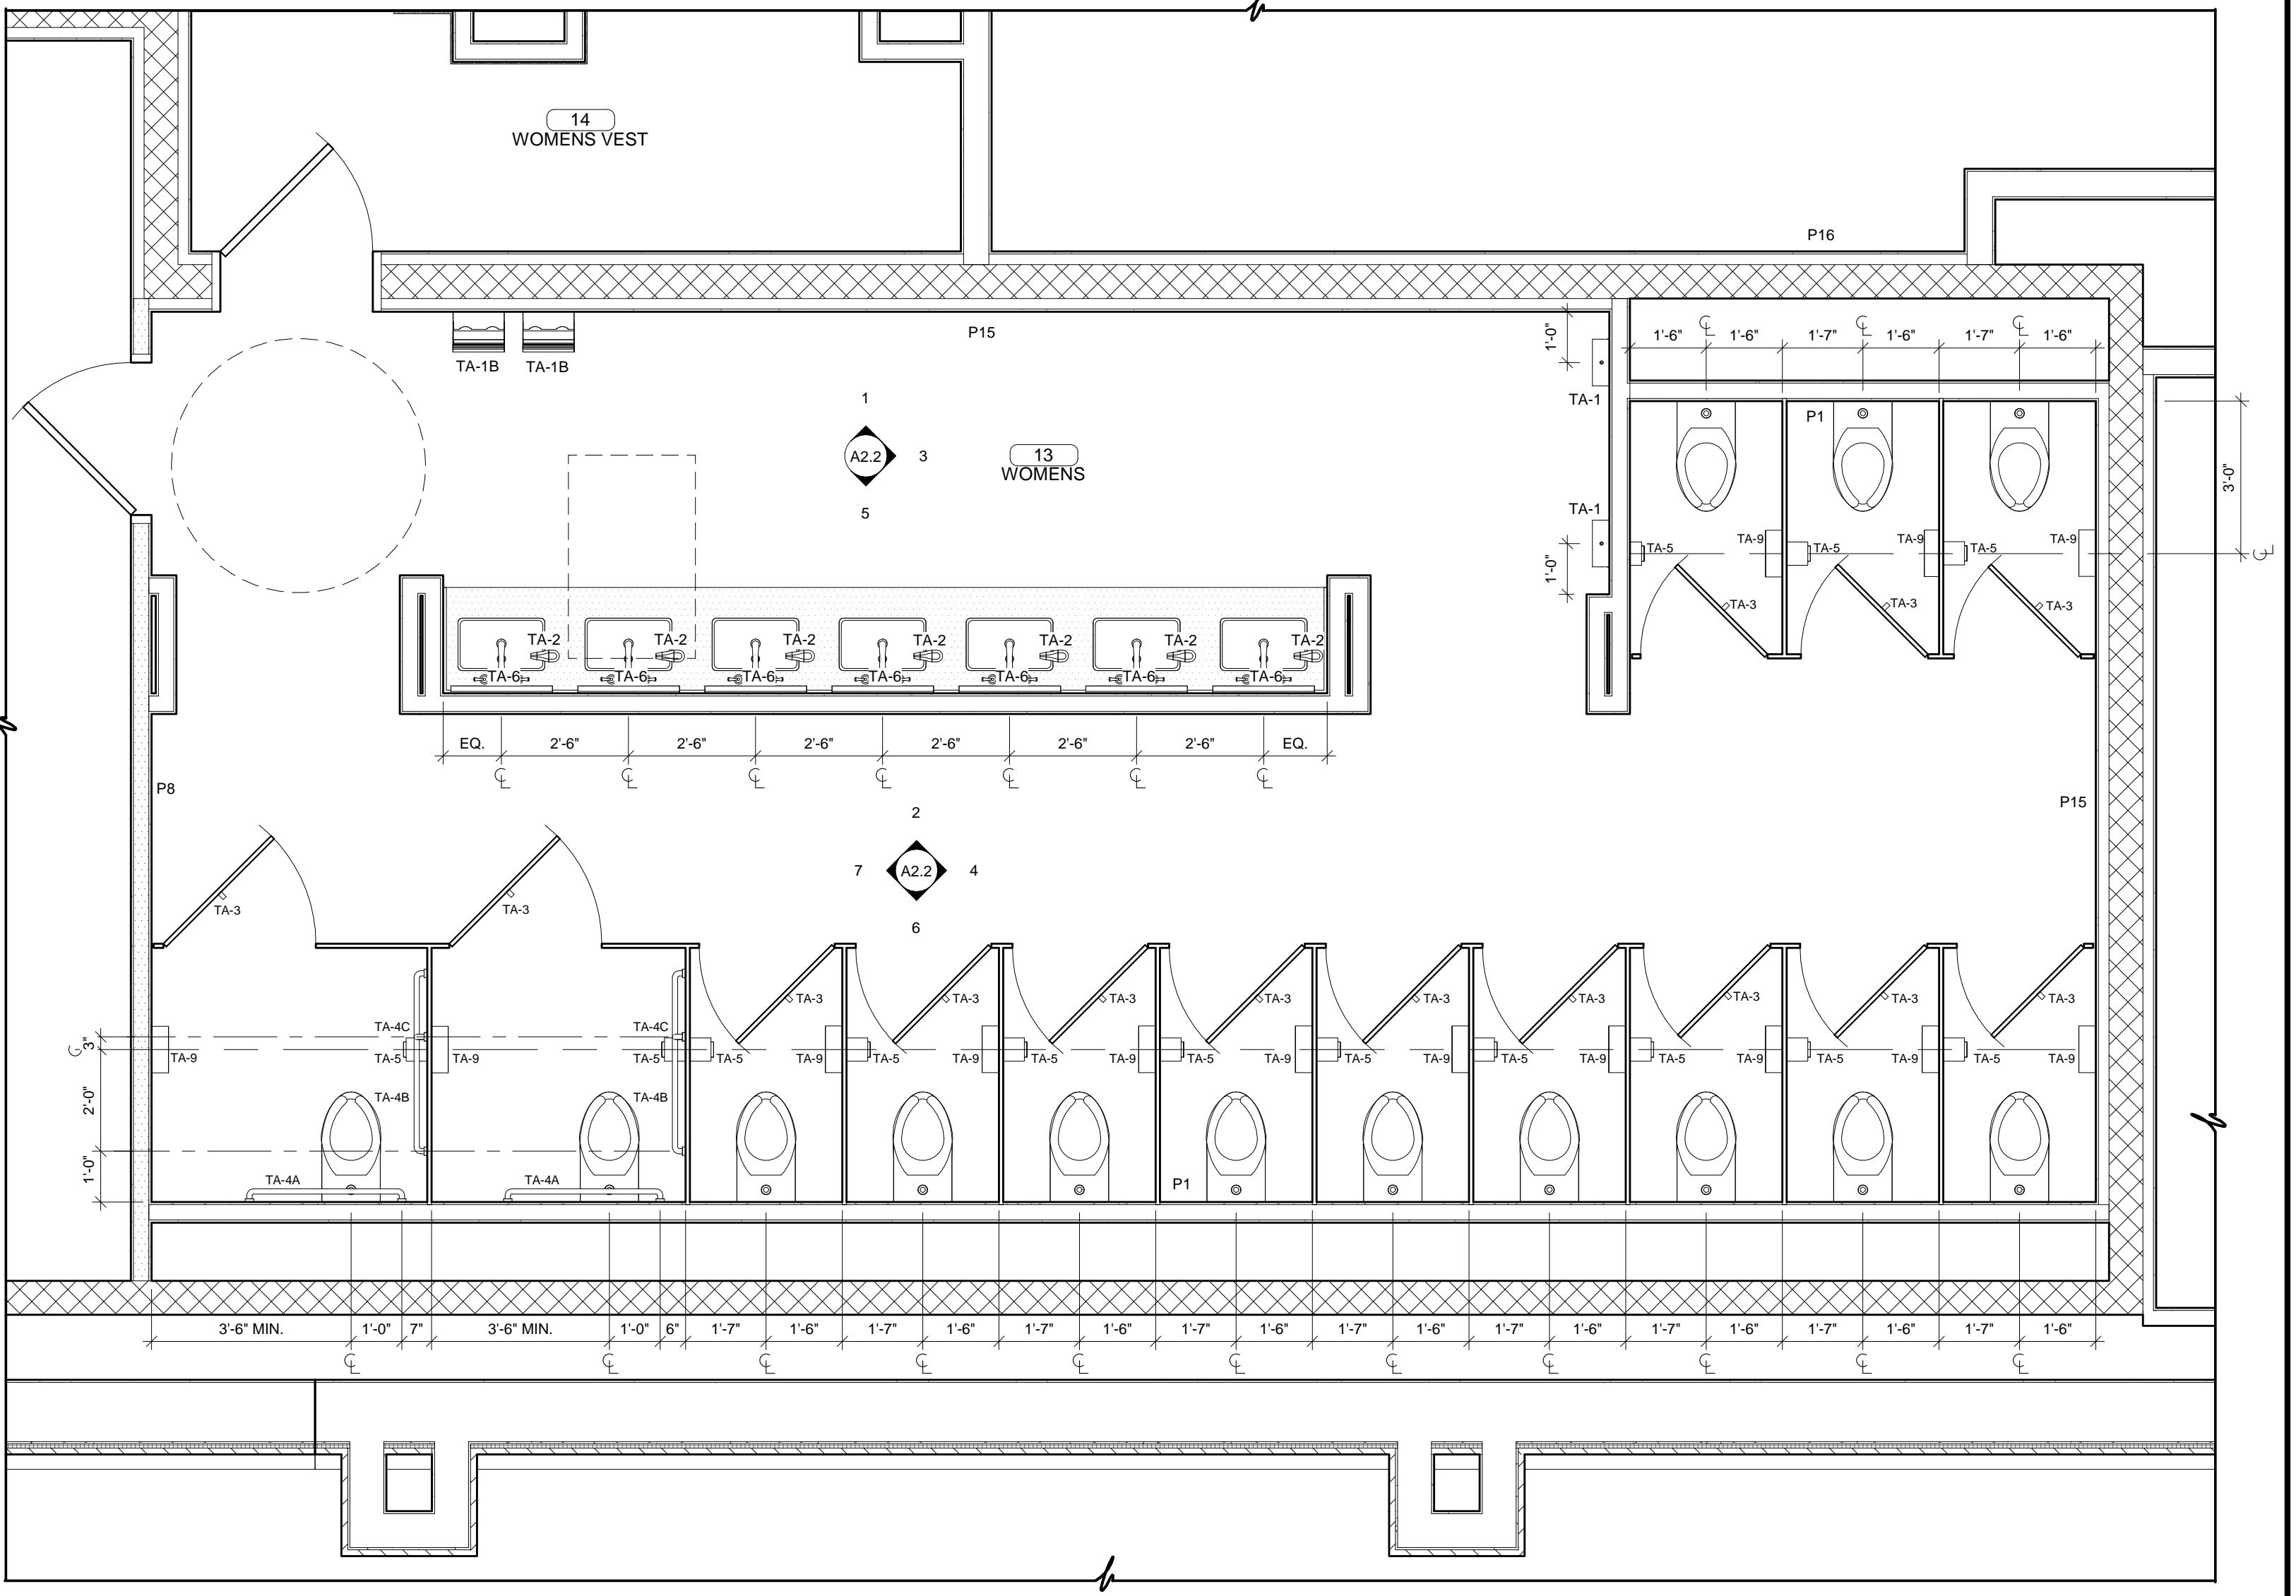 14
WOMENS VEST
P16
P15
TA-1B TA-1B
1'-0"
TA-1
1'-6" ℄ 1'-6" 1'-7" ℄ 1'-6" 1'-7" ℄ 1'-6"
1
A2.2 3
5
13
WOMENS
P1
3'-0"
℄
TA-1
1'-0"
TA-5 TA-9 TA-5 TA-9 TA-5 TA-9
TA-3 TA-3 TA-3
TA-2 TA-2 TA-2 TA-2 TA-2 TA-2 TA-2
TA-6 TA-6 TA-6 TA-6 TA-6 TA-6 TA-6
EQ. 2'-6" 2'-6" 2'-6" 2'-6" 2'-6" 2'-6" EQ.
℄ ℄ ℄ ℄ ℄ ℄ ℄
P8
P15
2
7 A2.2 4
6
TA-3 TA-3
TA-3 TA-3 TA-3 TA-3 TA-3 TA-3 TA-3 TA-3 TA-3
TA-4C TA-4C
℄ 3" TA-9 TA-5 TA-9 TA-5 TA-5 TA-9 TA-5 TA-9 TA-5 TA-9 TA-5 TA-9 TA-5 TA-9 TA-5 TA-9 TA-5 TA-9 TA-5 TA-9 TA-5 TA-9
2'-0" TA-4B TA-4B
1'-0" TA-4A TA-4A P1
3'-6" MIN. 1'-0" 7" 3'-6" MIN. 1'-0" 6" 1'-7" 1'-6" 1'-7" 1'-6" 1'-7" 1'-6" 1'-7" 1'-6" 1'-7" 1'-6" 1'-7" 1'-6" 1'-7" 1'-6" 1'-7" 1'-6" 1'-7" 1'-6"
℄ ℄ ℄ ℄ ℄ ℄ ℄ ℄ ℄ ℄ ℄